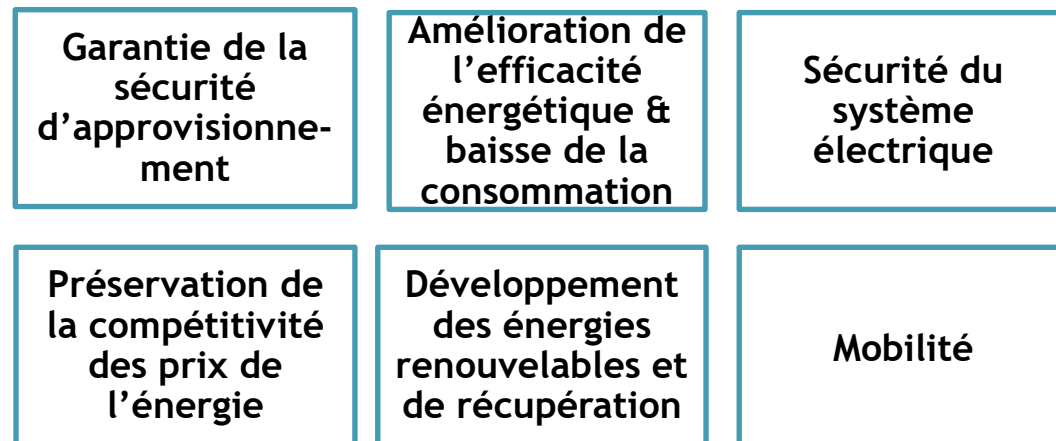 Garantie de la
sécurité
d’approvisionne-
ment
Amélioration de
l’efficacité
énergétique &
baisse de la
consommation
Sécurité du
système
électrique
Préservation de
la compétitivité
des prix de
l’énergie
Développement
des énergies
renouvelables et
de récupération
Mobilité